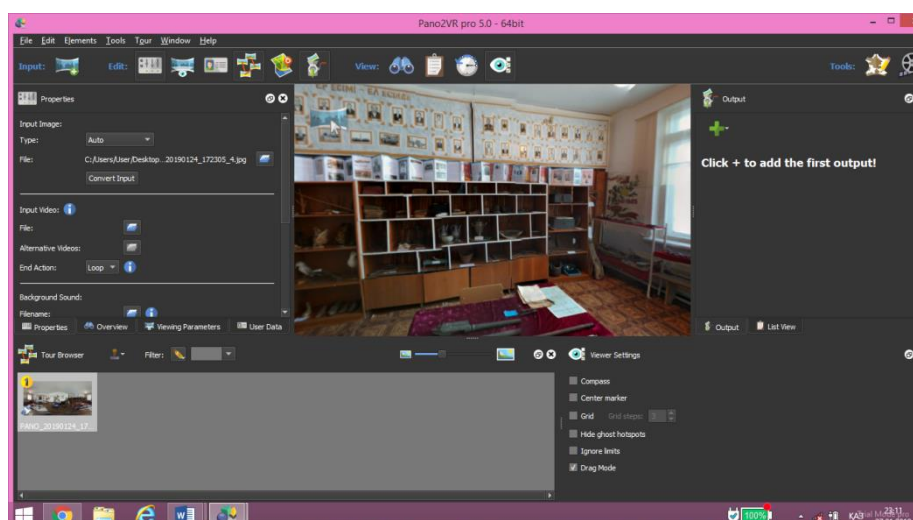 Pano2VR pro 5.0 - 64bit
File Edit Elements Tools Tour Window Help
Input: Edit: View: Tools:
Properties
Input Image:
Type: Auto
File: C:/Users/User/Desktop...20190124_172305_4.jpg
Convert Input
Input Video:
File:
Alternative Videos:
End Action: Loop
Background Sound:
Filename:
Properties Overview Viewing Parameters User Data
Output
Click + to add the first output!
Output List View
Tour Browser Filter:
1
PANO_20190124_17...
Viewer Settings
Compass
Center marker
Grid Grid steps:
Hide ghost hotspots
Ignore limits
Drag Mode
100%
23:11